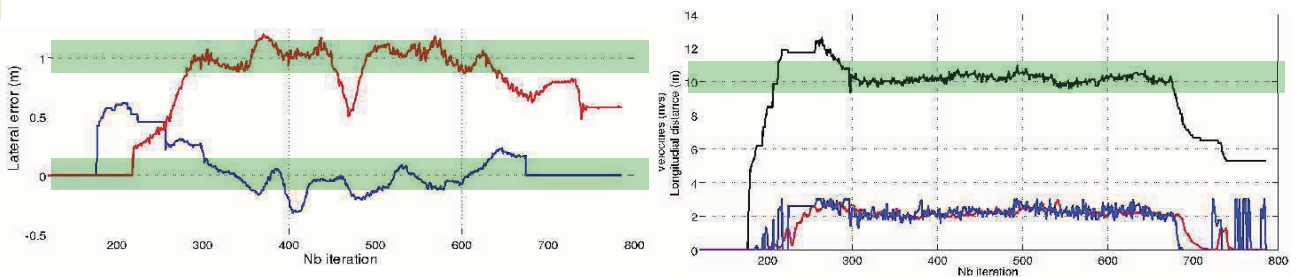 Lateral error (m)
1
0.5
0
-0.5
200 300 400 500 600 700 800
Nb iteration
velocities (m/s)
Longitudial distance (m)
14
12
10
8
6
4
2
0
200 300 400 500 600 700 800
Nb iteration